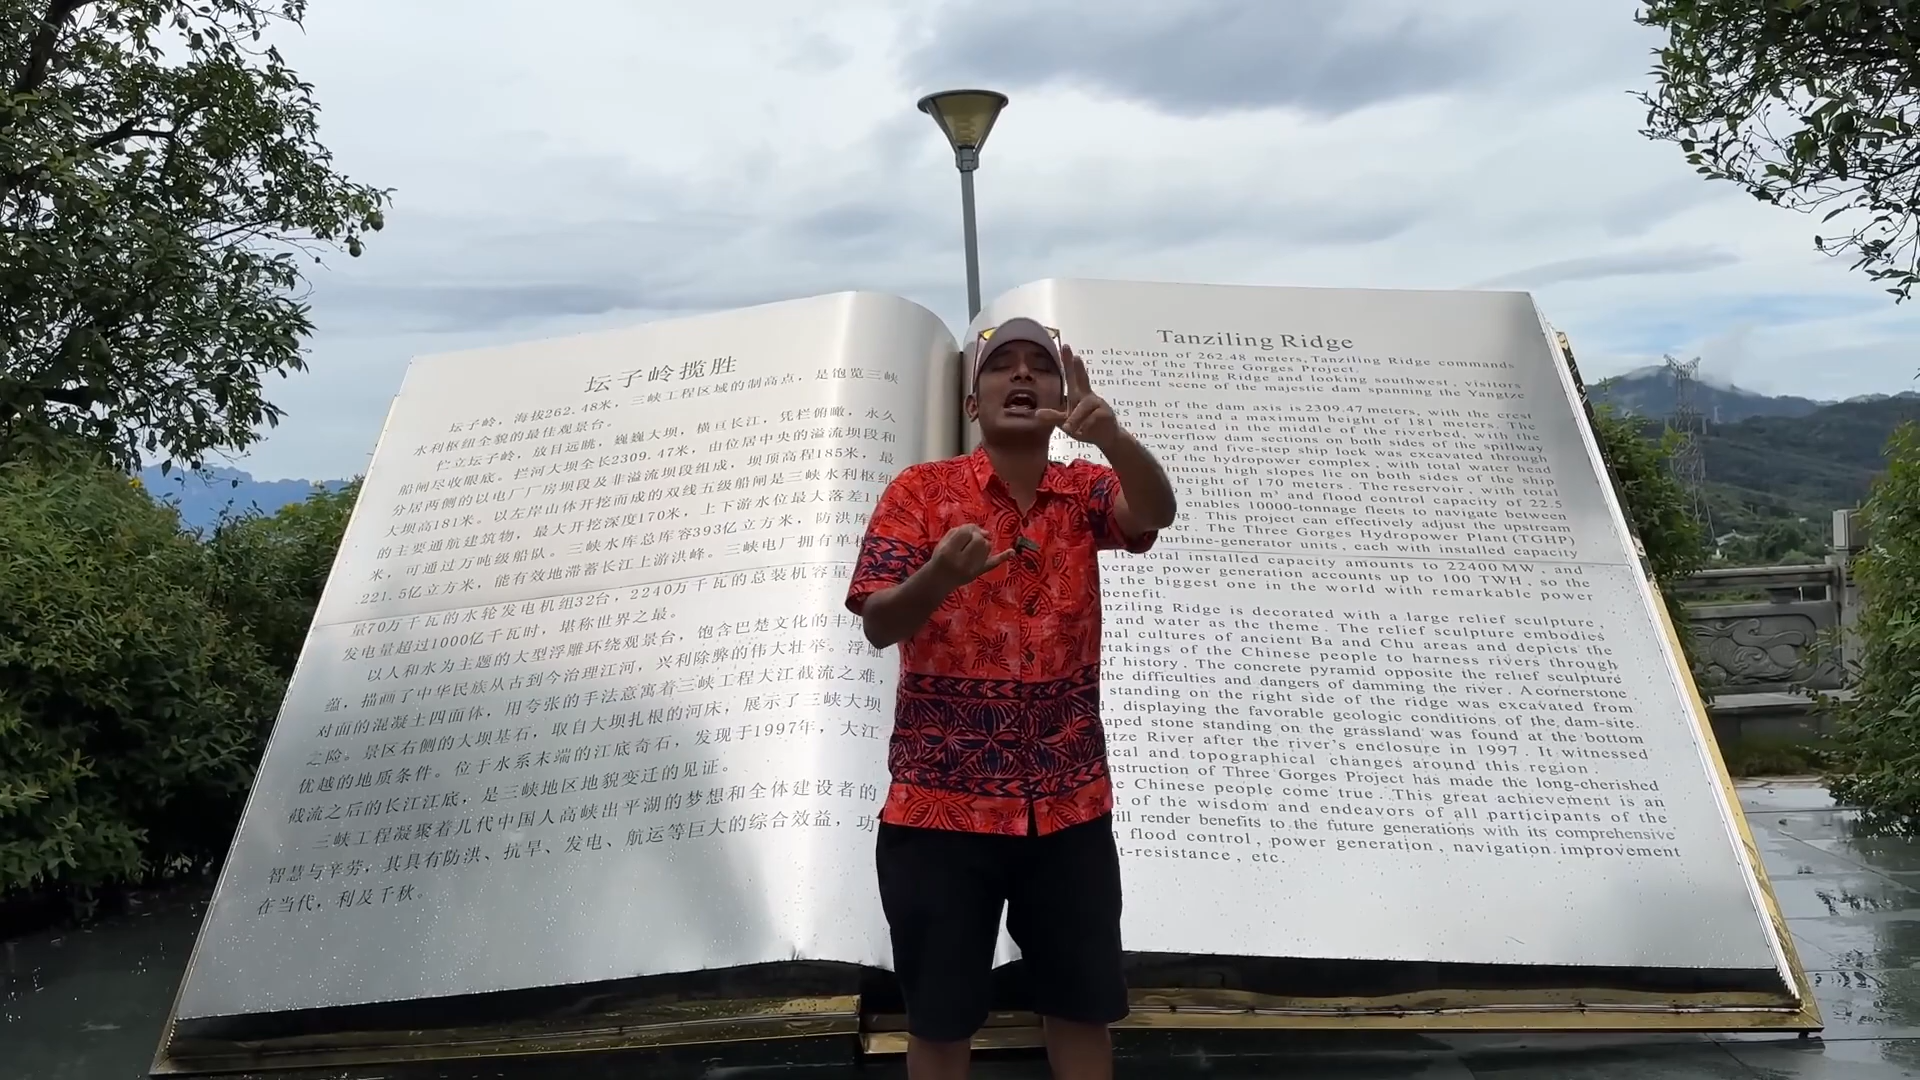 坛子岭揽胜
坛子岭，海拔262.48米，三峡工程区域的制高点，是饱览三峡
水利枢纽全貌的最佳观景台。
伫立坛子岭，放目远眺，巍巍大坝，横亘长江，凭栏俯瞰，永久
船闸尽收眼底。拦河大坝全长2309.47米，由位居中央的溢流坝段和
分居两侧的以电厂厂房坝段及非溢流坝段组成，坝顶高程185米，最
大坝高181米。以左岸山体开挖而成的双线五级船闸是三峡水利枢纽
的主要通航建筑物，最大开挖深度170米，上下游水位最大落差11
米，可通过万吨级船队。三峡水库总库容393亿立方米，防洪库
221.5亿立方米，能有效地滞蓄长江上游洪峰。三峡电厂拥有单机
量70万千瓦的水轮发电机组32台，2240万千瓦的总装机容量
发电量超过1000亿千瓦时，堪称世界之最。
以人和水为主题的大型浮雕环绕观景台，饱含巴楚文化的丰厚
蕴，描画了中华民族从古到今治理江河，兴利除弊的伟大壮举。浮雕
对面的混凝土四面体，用夸张的手法意寓着三峡工程大江截流之难，
之险。景区右侧的大坝基石，取自大坝扎根的河床，展示了三峡大坝
优越的地质条件。位于水系末端的江底奇石，发现于1997年，大江
截流之后的长江江底，是三峡地区地貌变迁的见证。
三峡工程凝聚着几代中国人高峡出平湖的梦想和全体建设者的
智慧与辛劳，其具有防洪、抗旱、发电、航运等巨大的综合效益，功
在当代，利及千秋。
Tanziling Ridge
an elevation of 262.48 meters, Tanziling Ridge commands
view of the Three Gorges Project.
the Tanziling Ridge and looking southwest, visitors
magnificent scene of the majestic dam spanning the Yangtze
length of the dam axis is 2309.47 meters, with the crest
meters and a maximum height of 181 meters. The
is located in the middle of the riverbed, with the
non-overflow dam sections on both sides of the spillway
way and five-step ship lock was excavated through
of the hydropower complex, with total water head
high slopes lie on both sides of the ship
height of 170 meters. The reservoir, with total
3 billion m³ and flood control capacity of 22.5
enables 10000-tonnage fleets to navigate between
This project can effectively adjust the upstream
The Three Gorges Hydropower Plant (TGHP)
turbine-generator units, each with installed capacity
Its total installed capacity amounts to 22400 MW, and
average power generation accounts up to 100 TWH, so the
the biggest one in the world with remarkable power
benefit.
Ridge is decorated with a large relief sculpture,
and water as the theme. The relief sculpture embodies
cultures of ancient Ba and Chu areas and depicts the
of the Chinese people to harness rivers through
of history. The concrete pyramid opposite the relief sculpture
the difficulties and dangers of damming the river. A cornerstone
standing on the right side of the ridge was excavated from
displaying the favorable geologic conditions of the dam-site.
stone standing on the grassland was found at the bottom
River after the river's enclosure in 1997. It witnessed
and topographical changes around this region.
of Three Gorges Project has made the long-cherished
Chinese people come true. This great achievement is an
of the wisdom and endeavors of all participants of the
will render benefits to the future generations with its comprehensive
flood control, power generation, navigation improvement
-resistance, etc.